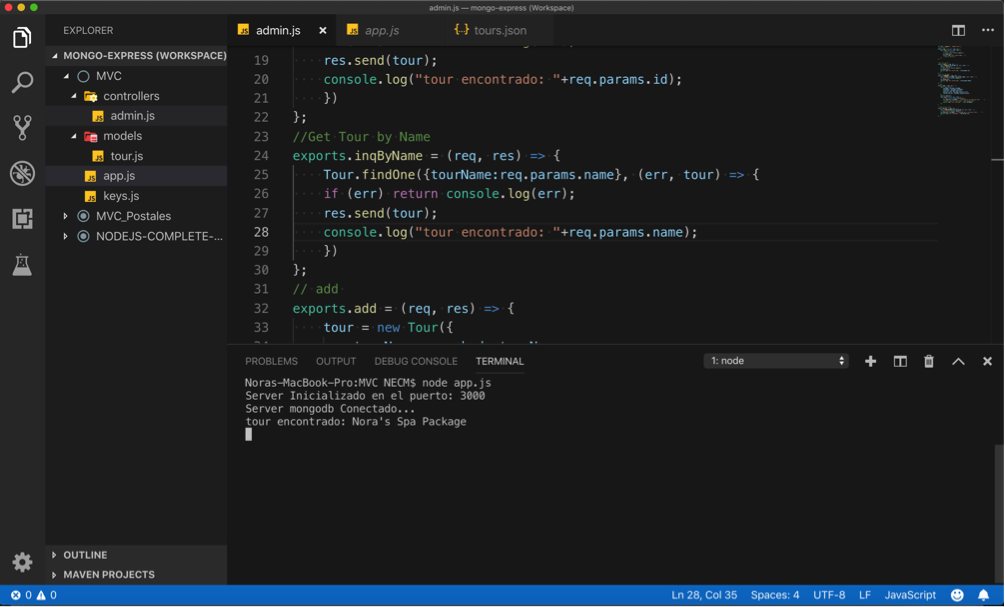 admin.js — mongo-express (Workspace)
EXPLORER
MONGO-EXPRESS (WORKSPACE)
MVC
controllers
JS admin.js
models
JS tour.js
JS app.js
JS keys.js
MVC_Postales
NODEJS-COMPLETE-...
OUTLINE
MAVEN PROJECTS
JS admin.js ×
JS app.js
{··} tours.json
19 ····res.send(tour);
20 ····console.log("tour encontrado: "+req.params.id);
21 ····})
22 };
23 //Get Tour by Name
24 exports.inqByName = (req, res) => {
25 ····Tour.findOne({tourName:req.params.name}, (err, tour) => {
26 ····if (err) return console.log(err);
27 ····res.send(tour);
28 ····console.log("tour encontrado: "+req.params.name);
29 ····})
30 };
31 // add
32 exports.add = (req, res) => {
33 ····tour = new Tour({
PROBLEMS OUTPUT DEBUG CONSOLE TERMINAL
1: node
Noras-MacBook-Pro:MVC NECM$ node app.js
Server Inicializado en el puerto: 3000
Server mongodb Conectado...
tour encontrado: Nora's Spa Package
0 0
Ln 28, Col 35 Spaces: 4 UTF-8 LF JavaScript